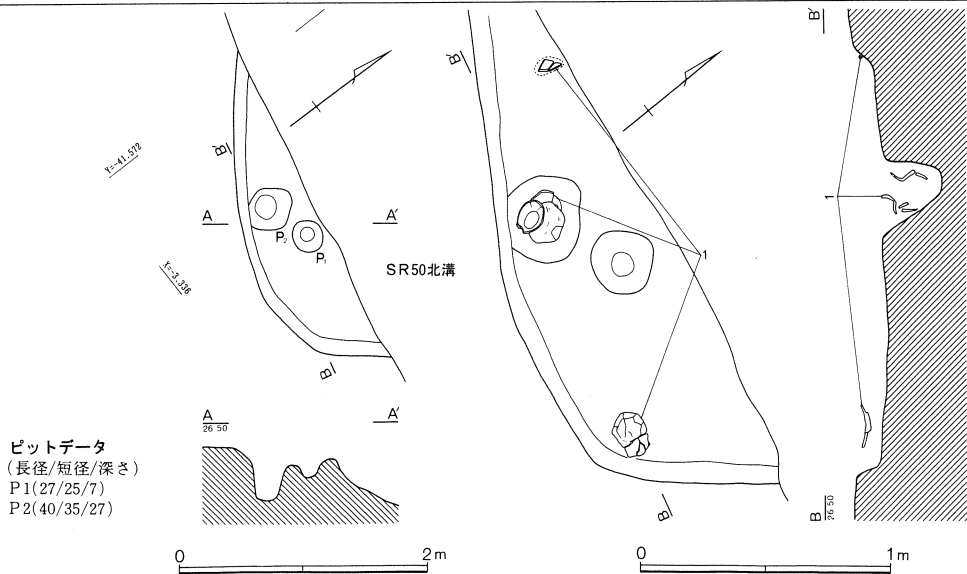 Y=-41.572
X=-3.336
B'
A
A'
P2
P1
SR50北溝
B
A
26 50
A'
ピットデータ
(長径/短径/深さ)
P1(27/25/7)
P2(40/35/27)
0
2m
B'
1
B
0
1m
B'
1
B
26 50